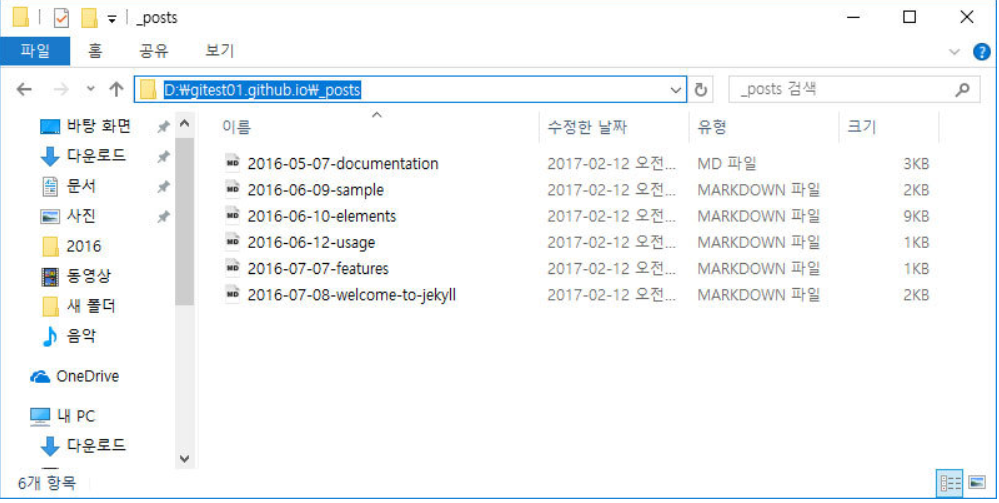 _posts
파일 홈 공유 보기
D:₩gitest01.github.io₩_posts _posts 검색
이름 수정한 날짜 유형 크기
바탕 화면
다운로드
문서
사진
2016
동영상
새 폴더
음악
OneDrive
내 PC
다운로드
2016-05-07-documentation 2017-02-12 오전... MD 파일 3KB
2016-06-09-sample 2017-02-12 오전... MARKDOWN 파일 2KB
2016-06-10-elements 2017-02-12 오전... MARKDOWN 파일 9KB
2016-06-12-usage 2017-02-12 오전... MARKDOWN 파일 1KB
2016-07-07-features 2017-02-12 오전... MARKDOWN 파일 1KB
2016-07-08-welcome-to-jekyll 2017-02-12 오전... MARKDOWN 파일 2KB
6개 항목